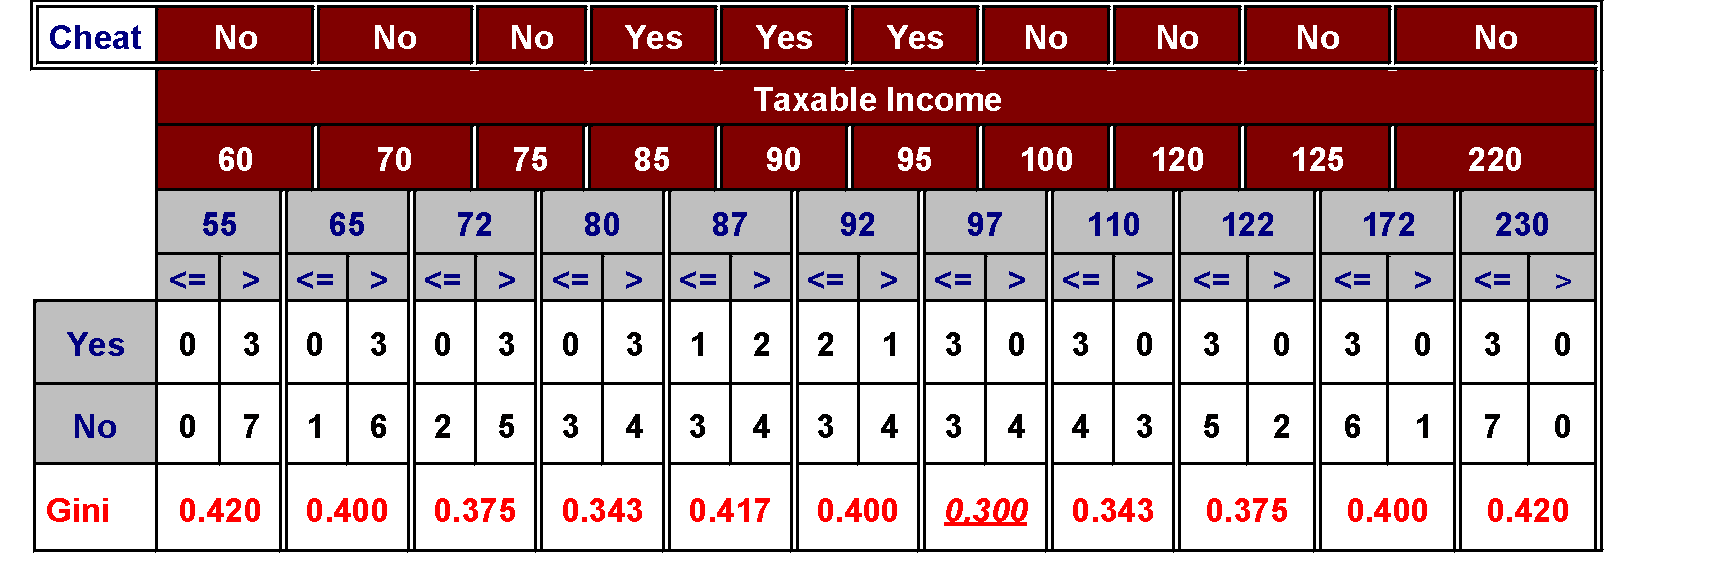 Cheat No No No Yes Yes Yes No No No No
Taxable Income
60 70 75 85 90 95 100 120 125 220
55 65 72 80 87 92 97 110 122 172 230
<= > <= > <= > <= > <= > <= > <= > <= > <= > <= > <= >
Yes 0 3 0 3 0 3 0 3 1 2 2 1 3 0 3 0 3 0 3 0 3 0
No 0 7 1 6 2 5 3 4 3 4 3 4 3 4 4 3 5 2 6 1 7 0
Gini 0.420 0.400 0.375 0.343 0.417 0.400 0.300 0.343 0.375 0.400 0.420